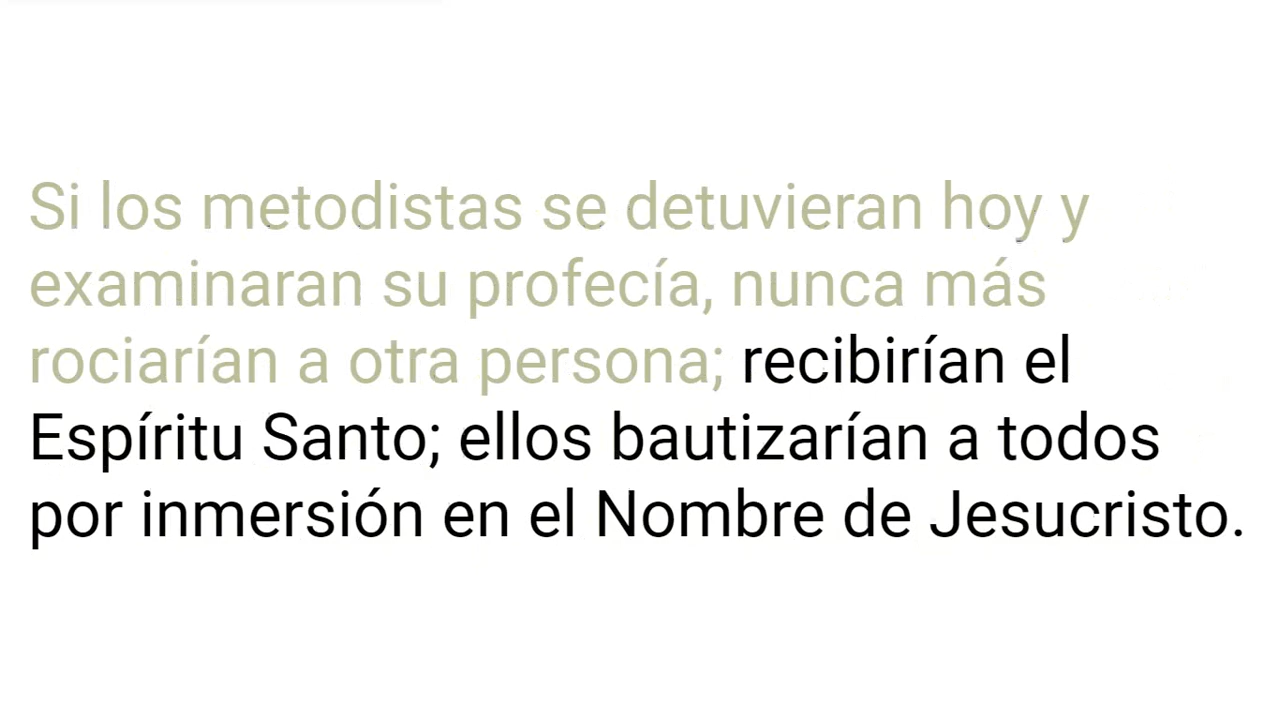 Si los metodistas se detuvieran hoy y
examinaran su profecía, nunca más
rociarían a otra persona; recibirían el
Espíritu Santo; ellos bautizarían a todos
por inmersión en el Nombre de Jesucristo.